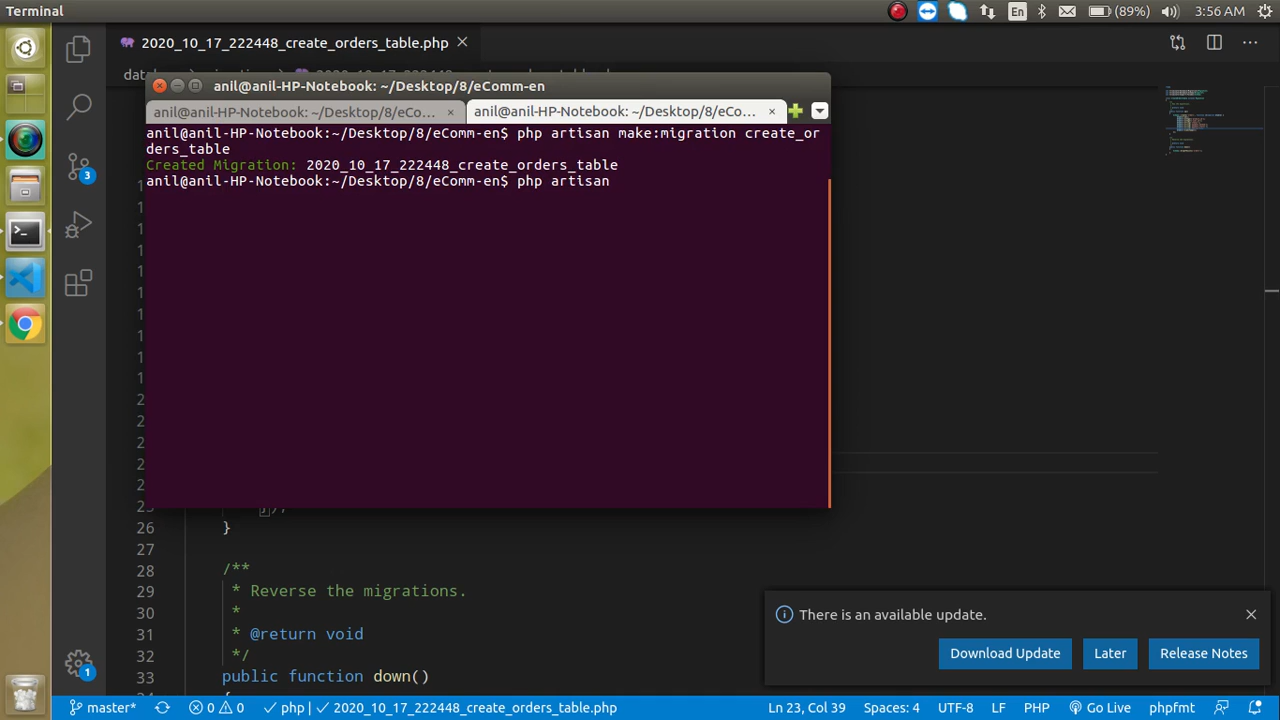 Terminal
En
(89%)
3:56 AM
2020_10_17_222448_create_orders_table.php
anil@anil-HP-Notebook: ~/Desktop/8/eComm-en
anil@anil-HP-Notebook: ~/Desktop/8/eCo…
anil@anil-HP-Notebook: ~/Desktop/8/eCo…
anil@anil-HP-Notebook:~/Desktop/8/eComm-en$ php artisan make:migration create_or
ders_table
Created Migration: 2020_10_17_222448_create_orders_table
anil@anil-HP-Notebook:~/Desktop/8/eComm-en$ php artisan
3
});
26 }
27
28 /**
29 * Reverse the migrations.
30 *
31 * @return void
32 */
33 public function down()
There is an available update.
Download Update
Later
Release Notes
1
master*
0
0
php
2020_10_17_222448_create_orders_table.php
Ln 23, Col 39
Spaces: 4
UTF-8
LF
PHP
Go Live
phpfmt